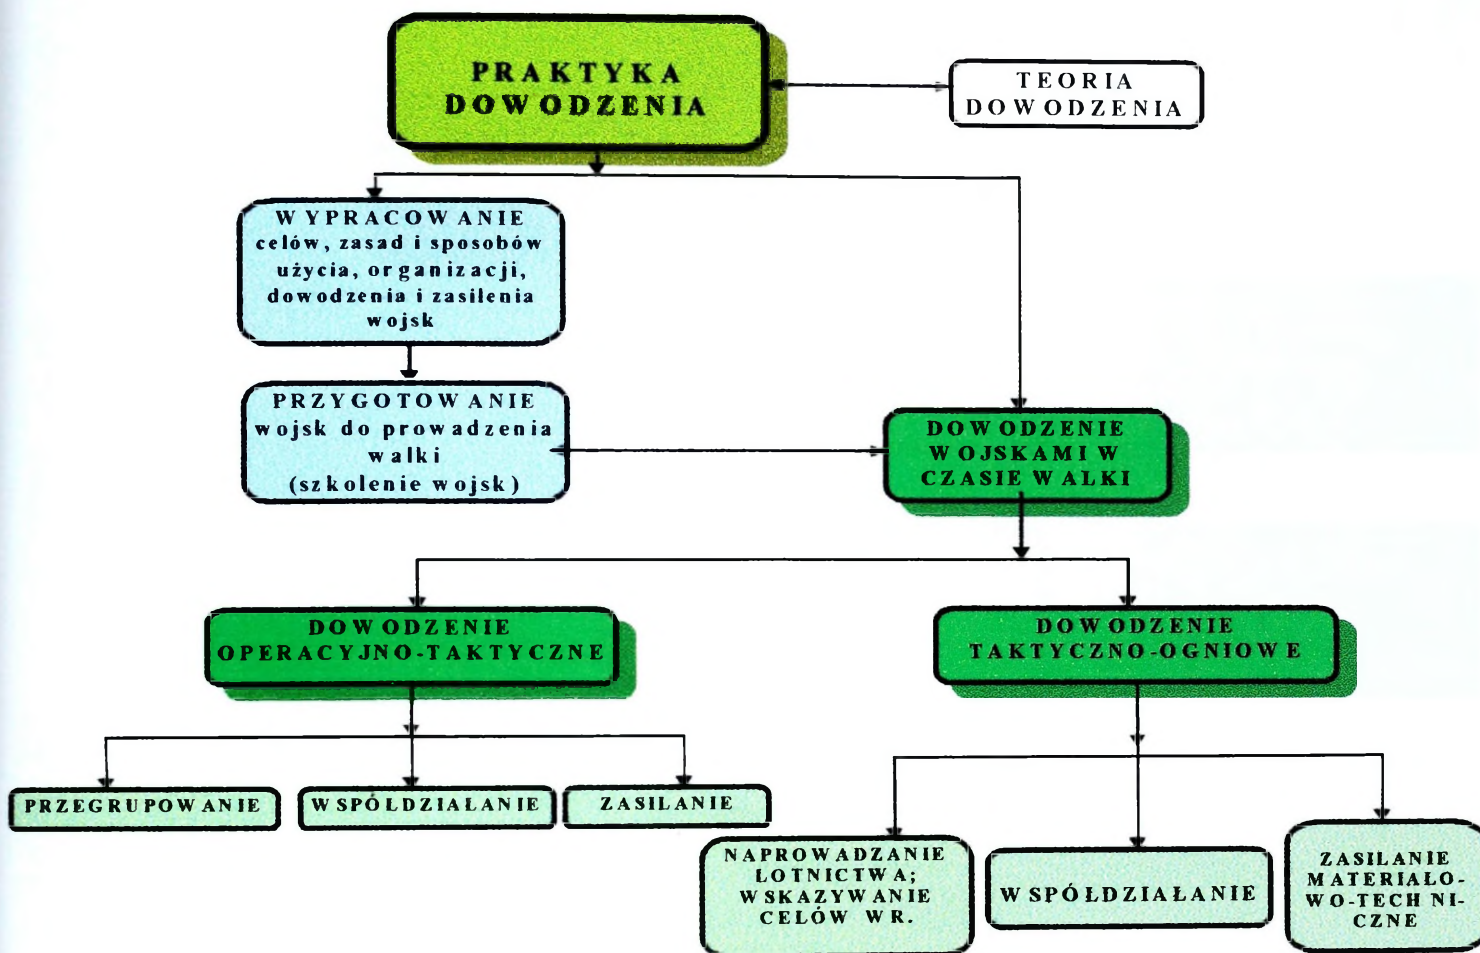 PRAKTYKA
DOWODZENIA
TEORIA
DOWODZENIA
WYPRACOWANIE
celów, zasad i sposobów
użycia, organizacji,
dowodzenia i zasilenia
wojsk
PRZYGOTOWANIE
wojsk do prowadzenia
walki
(szkolenie wojsk)
DOWODZENIE
WOJSKAMI W
CZASIE WALKI
DOWODZENIE
OPERACYJNO-TAKTYCZNE
DOWODZENIE
TAKTYCZNO-OGNIOWE
PRZEGRUPOWANIE
WSPÓŁDZIAŁANIE
ZASILANIE
NAPROWADZANIE
LOTNICTWA;
WSKAZYWANIE
CELÓW WR.
WSPÓŁDZIAŁANIE
ZASILANIE
MATERIAŁO-
WO-TECHNI-
CZNE